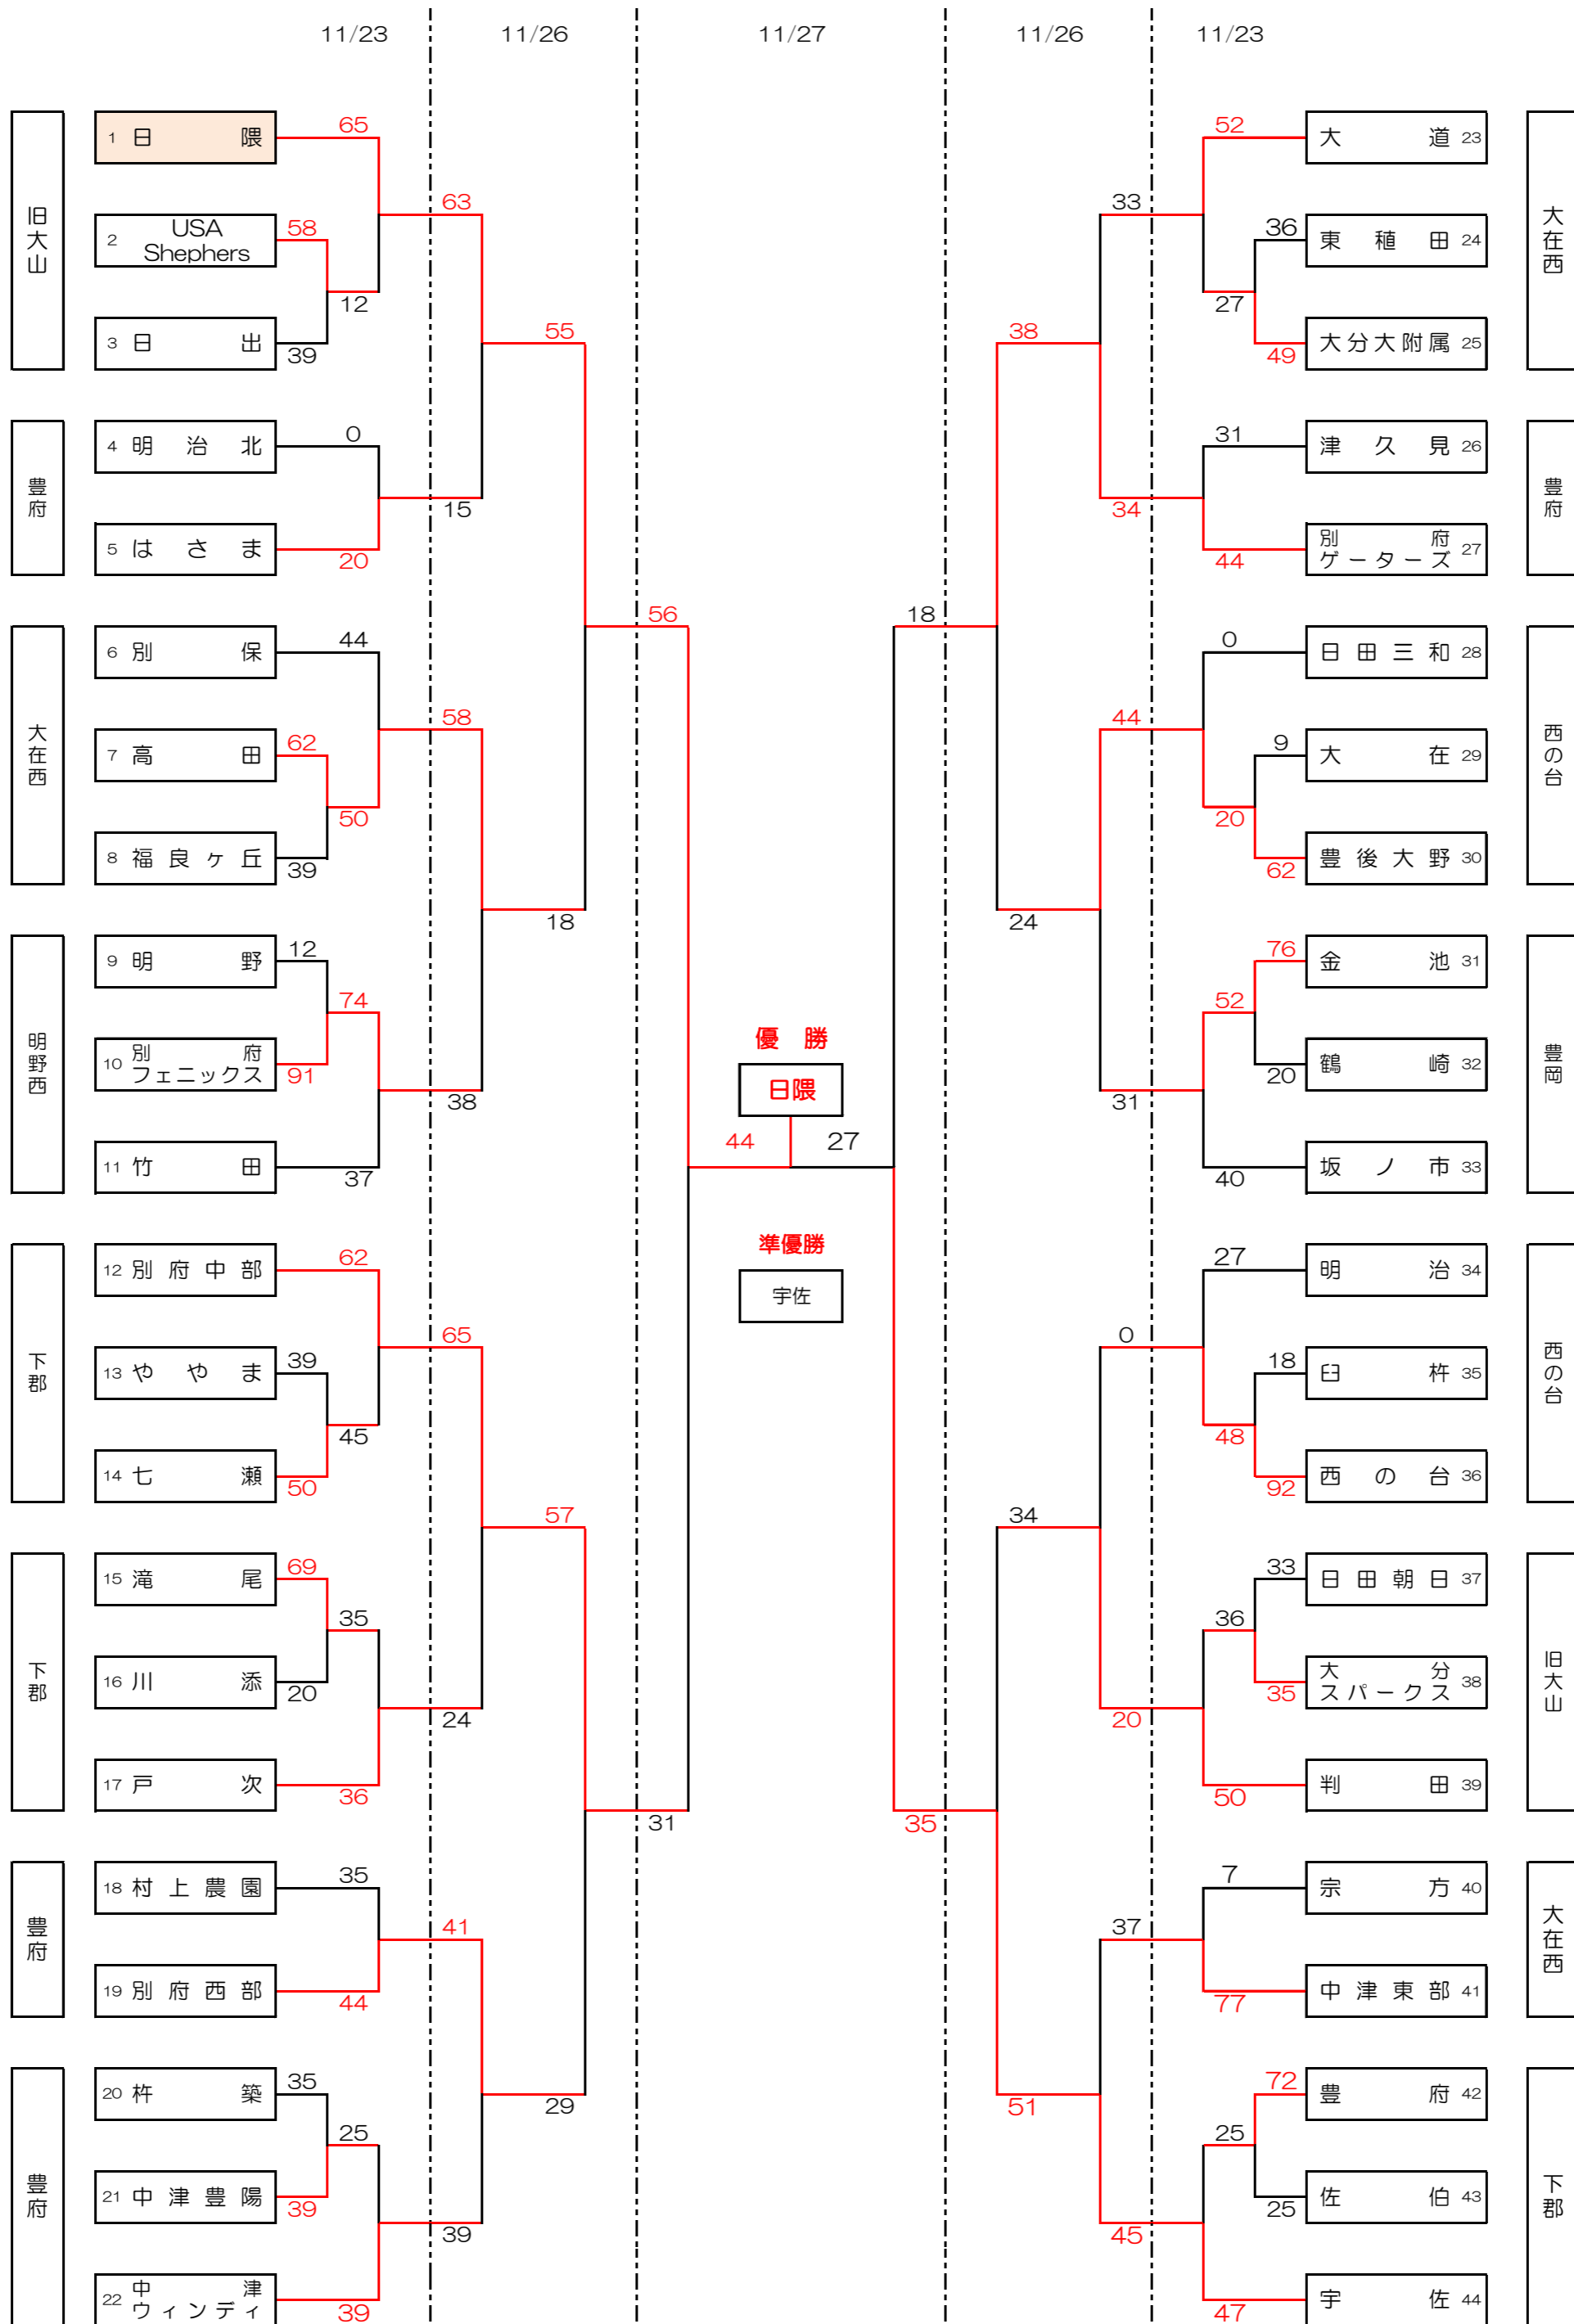 11/23 11/26 11/27 11/26 11/23
旧大山
1 日隈 65
63
2 USA Shephers 58
12
3 日出 39
55
豊府
4 明治北 0
15
5 はさま 20
56
大在西
6 別保 44
58
7 高田 62
50
8 福良ヶ丘 39
18
明野西
9 明野 12
74
10 別府フェニックス 91
38
11 竹田 37
下郡
12 別府中部 62
65
13 ややま 39
45
14 七瀬 50
57
下郡
15 滝尾 69
35
16 川添 20
24
17 戸次 36
31
豊府
18 村上農園 35
41
19 別府西部 44
29
豊府
20 杵築 35
25
21 中津豊陽 39
39
22 中津ウィンディ 39
優勝
日隈
44 27
準優勝
宇佐
大在西
52 大道 23
33
36 東稙田 24
27
49 大分大附属 25
38
豊府
31 津久見 26
34
44 別府ゲーターズ 27
18
西の台
0 日田三和 28
44
9 大在 29
20
62 豊後大野 30
24
豊岡
76 金池 31
52
20 鶴崎 32
31
40 坂ノ市 33
西の台
27 明治 34
0
18 臼杵 35
48
92 西の台 36
34
旧大山
33 日田朝日 37
36
35 大分スパークス 38
20
50 判田 39
35
大在西
7 宗方 40
37
77 中津東部 41
51
下郡
72 豊府 42
25
25 佐伯 43
45
47 宇佐 44